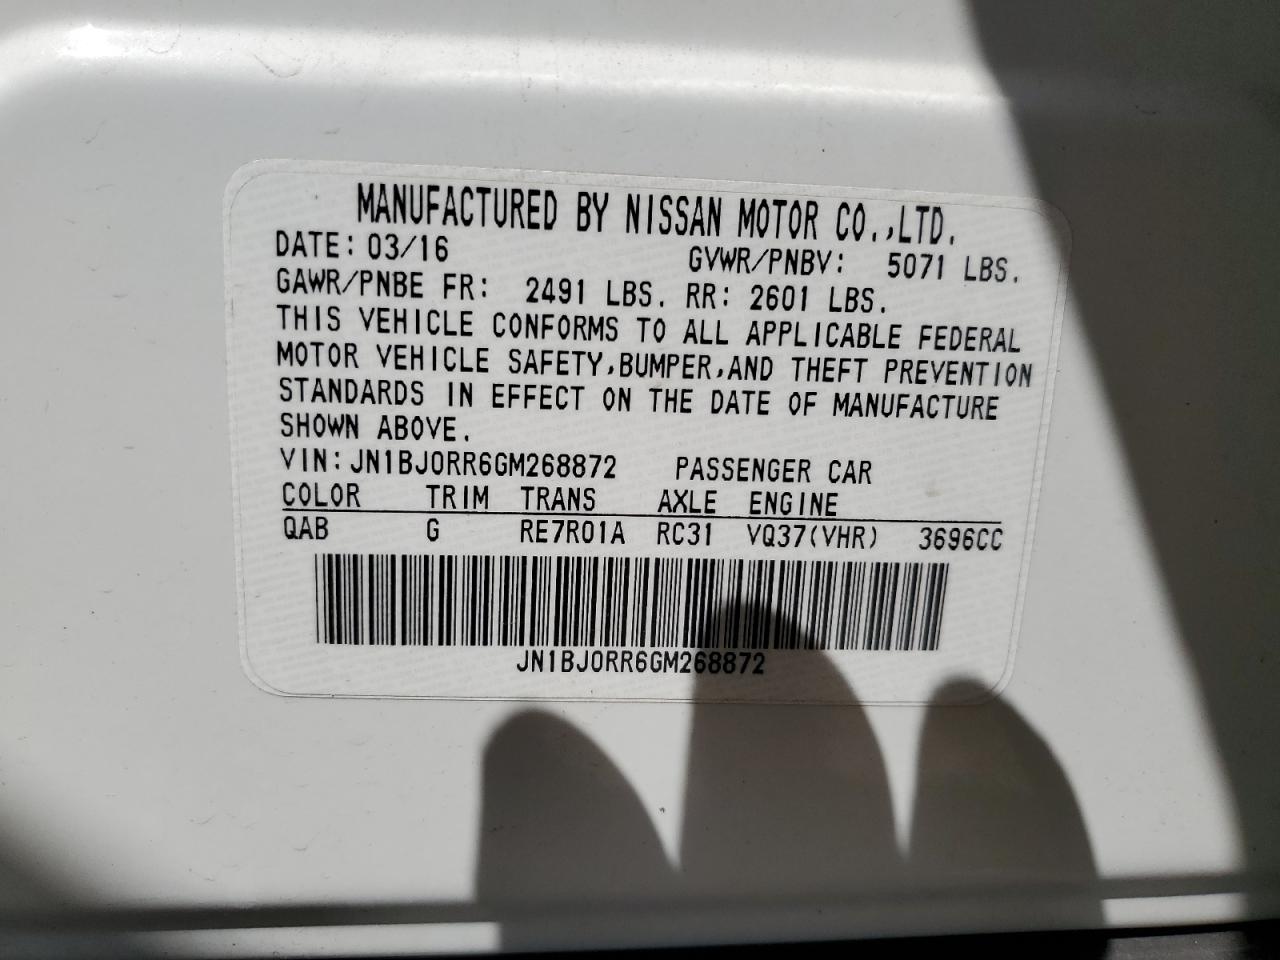 MANUFACTURED BY NISSAN MOTOR CO.,LTD.
DATE: 03/16 GVWR/PNBV: 5071 LBS.
GAWR/PNBE FR: 2491 LBS. RR: 2601 LBS.
THIS VEHICLE CONFORMS TO ALL APPLICABLE FEDERAL
MOTOR VEHICLE SAFETY,BUMPER,AND THEFT PREVENTION
STANDARDS IN EFFECT ON THE DATE OF MANUFACTURE
SHOWN ABOVE.
VIN: JN1BJ0RR6GM268872 PASSENGER CAR
COLOR TRIM TRANS AXLE ENGINE
QAB G RE7R01A RC31 VQ37(VHR) 3696CC
JN1BJ0RR6GM268872